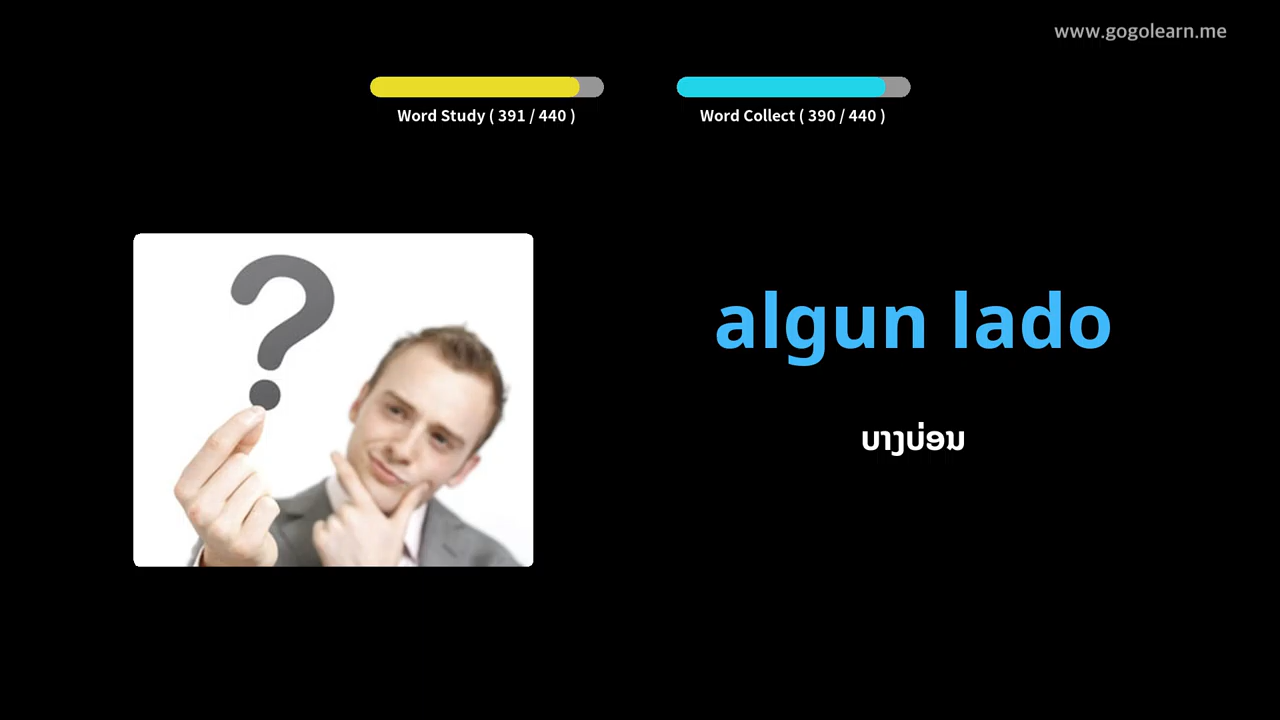 www.gogolearn.me
Word Study ( 391 / 440 )
Word Collect ( 390 / 440 )
algun lado
ບາງບ່ອນ